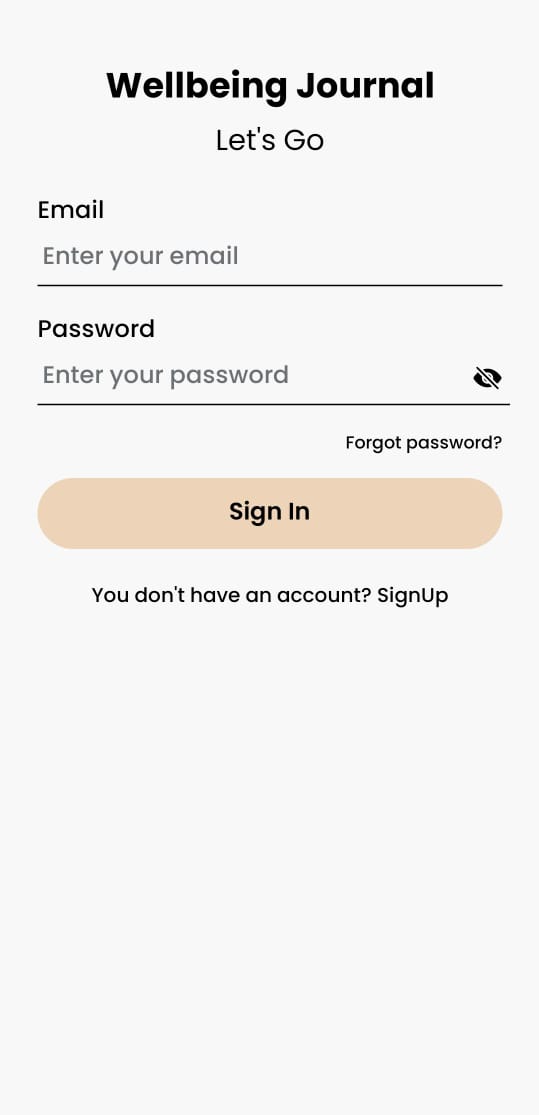 Wellbeing Journal
Let's Go
Email
Enter your email
Password
Enter your password
Forgot password?
Sign In
You don't have an account? SignUp